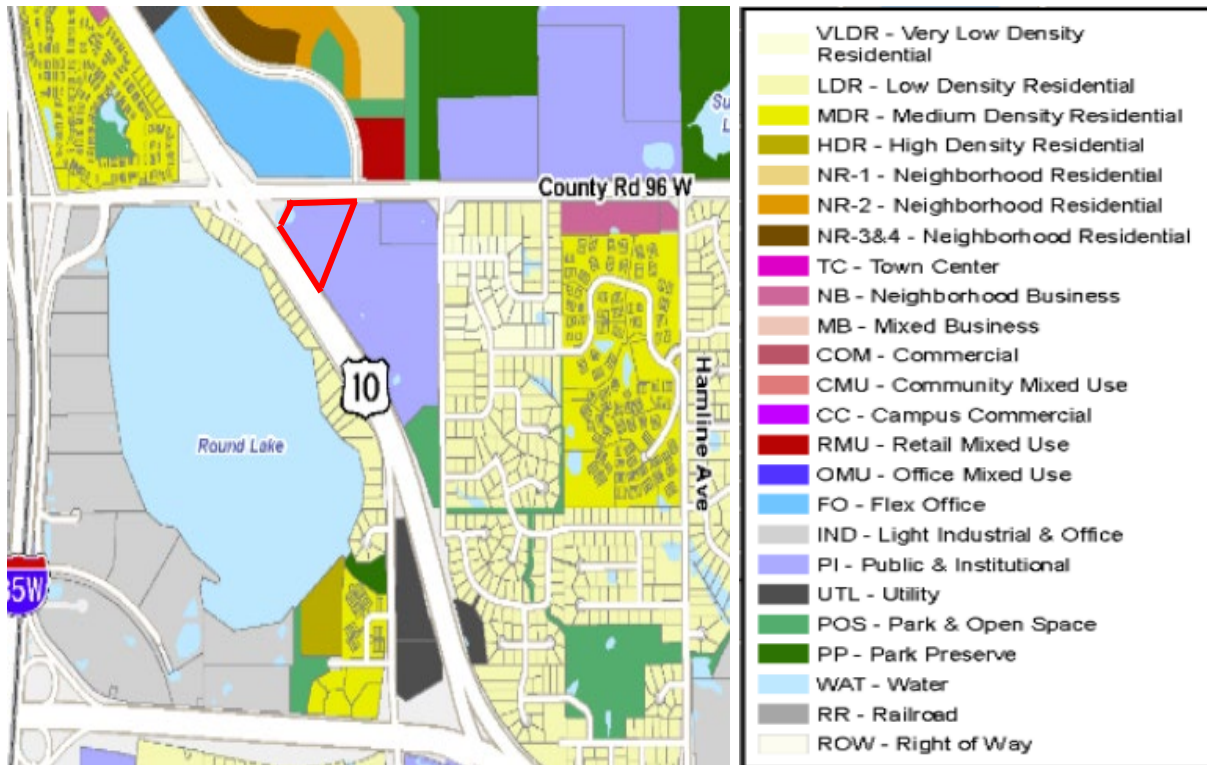 County Rd 96 W
10
Hamline Ave
Round Lake
35W
VLDR - Very Low Density
Residential
LDR - Low Density Residential
MDR - Medium Density Residential
HDR - High Density Residential
NR-1 - Neighborhood Residential
NR-2 - Neighborhood Residential
NR-3&4 - Neighborhood Residential
TC - Town Center
NB - Neighborhood Business
MB - Mixed Business
COM - Commercial
CMU - Community Mixed Use
CC - Campus Commercial
RMU - Retail Mixed Use
OMU - Office Mixed Use
FO - Flex Office
IND - Light Industrial & Office
PI - Public & Institutional
UTL - Utility
POS - Park & Open Space
PP - Park Preserve
WAT - Water
RR - Railroad
ROW - Right of Way